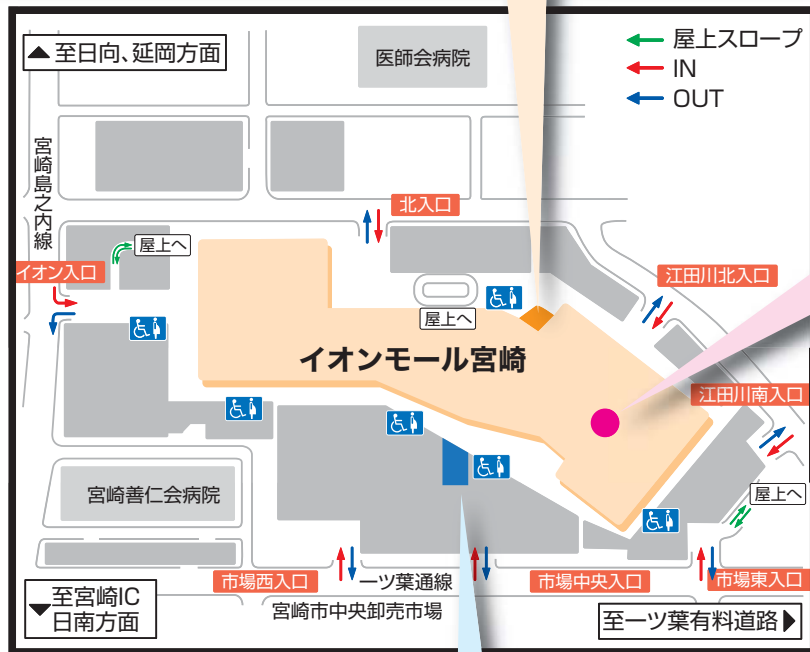 ▲至日向、延岡方面
医師会病院
屋上スロープ
IN
OUT
宮崎島之内線
北入口
屋上へ
イオン入口
江田川北入口
屋上へ
イオンモール宮崎
江田川南入口
宮崎善仁会病院
屋上へ
市場西入口
一ツ葉通線
市場中央入口
市場東入口
▼至宮崎IC
日南方面
宮崎市中央卸売市場
至一ツ葉有料道路▶